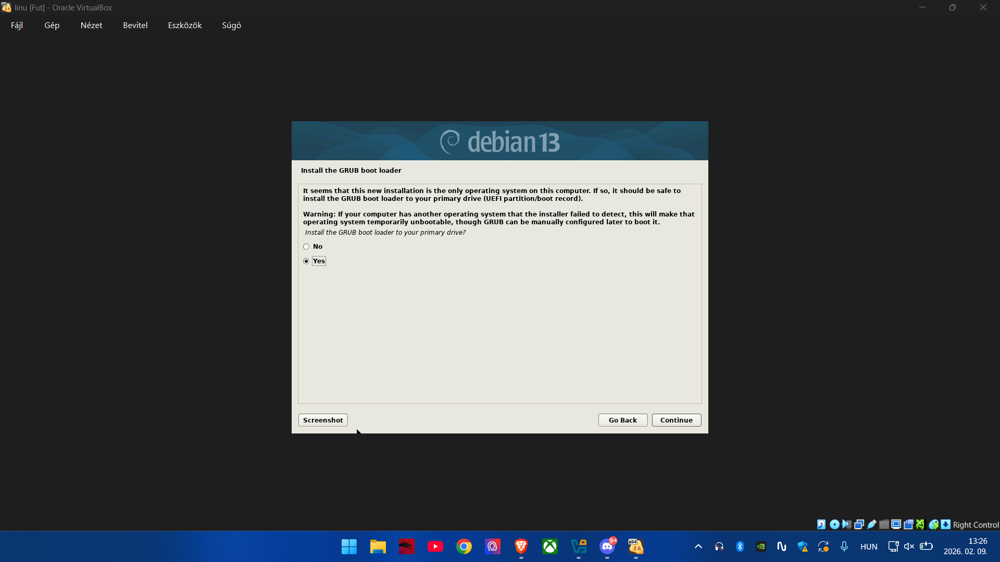 linu [Fut] - Oracle VirtualBox
Fájl Gép Nézet Bevitel Eszközök Súgó
debian 13
Install the GRUB boot loader
It seems that this new installation is the only operating system on this computer. If so, it should be safe to
install the GRUB boot loader to your primary drive (UEFI partition/boot record).
Warning: If your computer has another operating system that the installer failed to detect, this will make that
operating system temporarily unbootable, though GRUB can be manually configured later to boot it.
Install the GRUB boot loader to your primary drive?
No
Yes
Screenshot Go Back Continue
Right Control
x64
2.6
9+
HUN
13:26
2026. 02. 09.